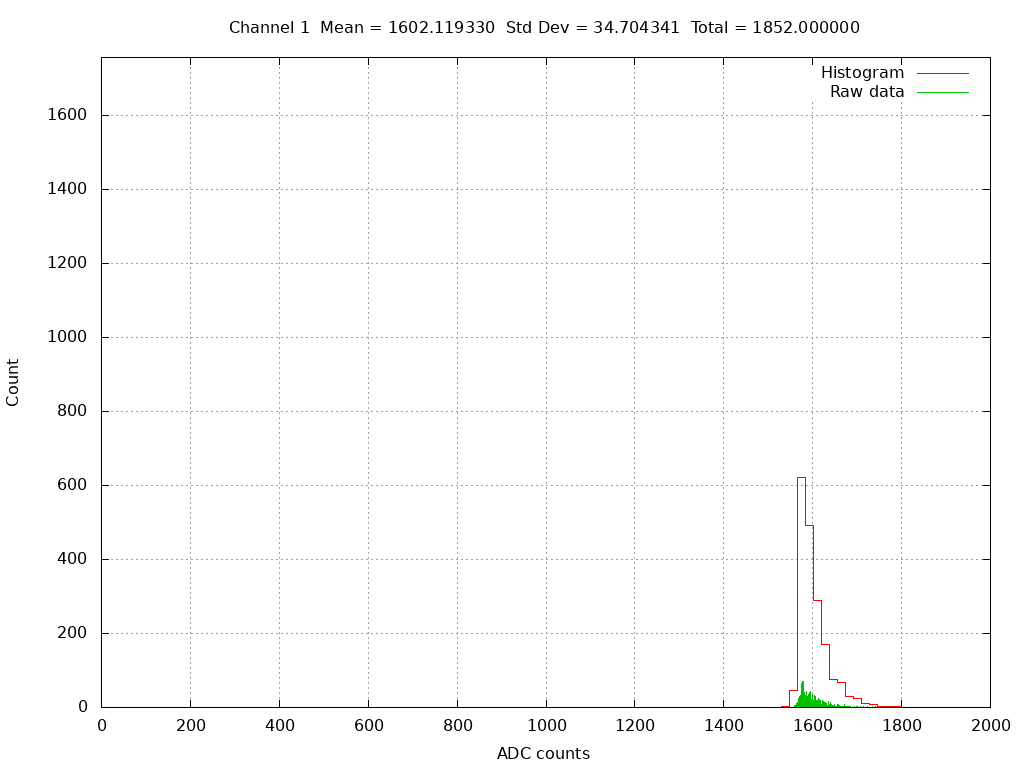 Channel 1  Mean = 1602.119330  Std Dev = 34.704341  Total = 1852.000000
Histogram
Raw data
1600
1400
1200
1000
800
600
400
200
0
Count
0 200 400 600 800 1000 1200 1400 1600 1800 2000
ADC counts